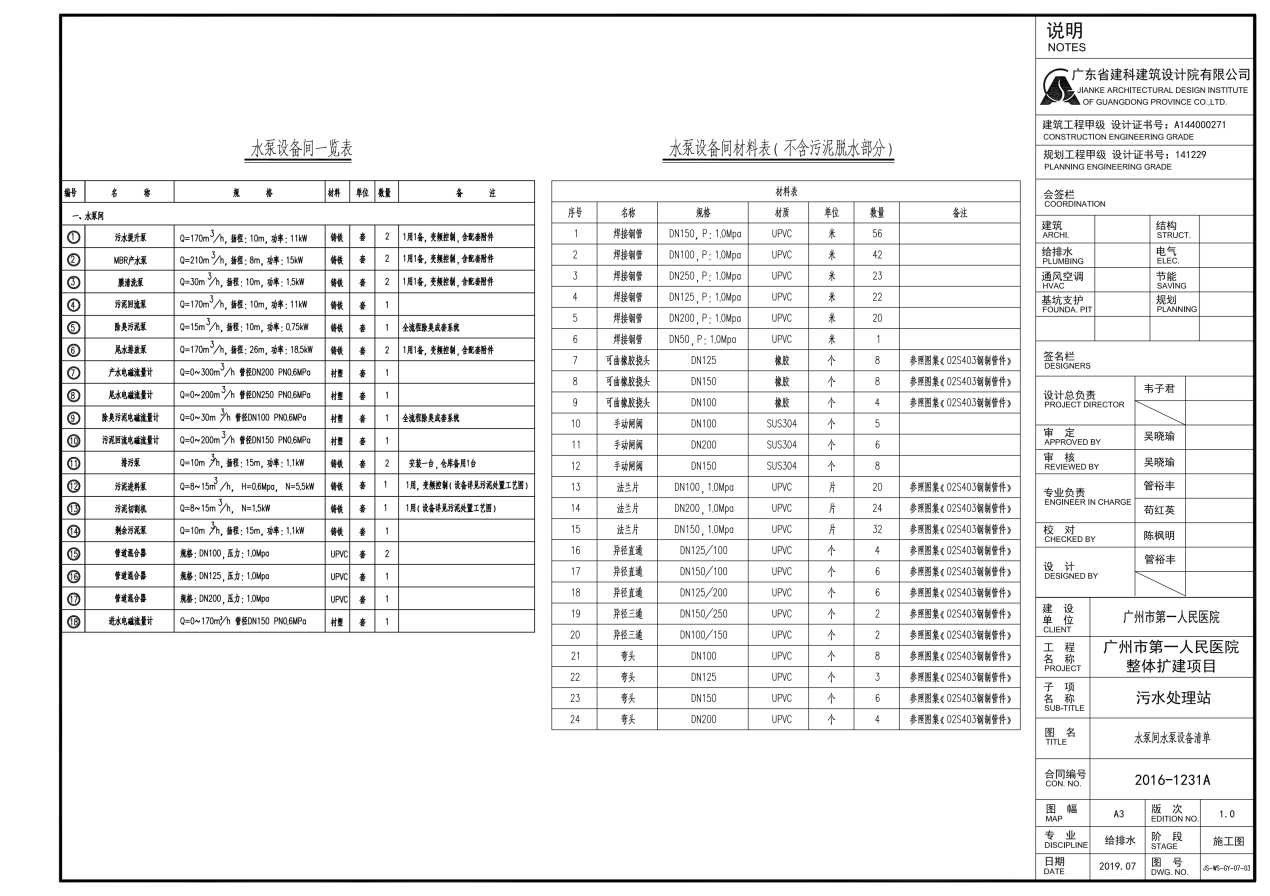 水泵设备间一览表
编号 名 称 规 格 材料 单位 数量 备 注
一、水泵间
1 污水提升泵 Q=170m3/h, 扬程: 10m, 功率: 11kW 铸铁 套 2 1用1备, 变频控制, 含配套附件
2 MBR产水泵 Q=210m3/h, 扬程: 8m, 功率: 15kW 铸铁 套 2 1用1备, 变频控制, 含配套附件
3 膜清洗泵 Q=30m3/h, 扬程: 10m, 功率: 1.5kW 铸铁 套 2 1用1备, 变频控制, 含配套附件
4 污泥回流泵 Q=170m3/h, 扬程: 10m, 功率: 11kW 铸铁 套 1
5 除臭污泥泵 Q=15m3/h, 扬程: 10m, 功率: 0.75kW 铸铁 套 1 全流程除臭成套系统
6 尾水排放泵 Q=170m3/h, 扬程: 26m, 功率: 18.5kW 铸铁 套 2 1用1备, 变频控制, 含配套附件
7 产水电磁流量计 Q=0~300m3/h 管径DN200 PN0.6MPa 衬塑 套 1
8 尾水电磁流量计 Q=0~200m3/h 管径DN250 PN0.6MPa 衬塑 套 1
9 除臭污泥电磁流量计 Q=0~30m3/h 管径DN100 PN0.6MPa 衬塑 套 1 全流程除臭成套系统
10 污泥回流电磁流量计 Q=0~200m3/h 管径DN150 PN0.6MPa 衬塑 套 1
11 排污泵 Q=10m3/h, 扬程: 15m, 功率: 1.1kW 铸铁 套 2 安装一台, 仓库备用1台
12 污泥进料泵 Q=8~15m3/h, H=0.6Mpa, N=5.5kW 铸铁 套 1 1用, 变频控制(设备详见污泥处置工艺图)
13 污泥切割机 Q=8~15m3/h, N=1.5kW 铸铁 套 1 1用(设备详见污泥处置工艺图)
14 剩余污泥泵 Q=10m3/h, 扬程: 15m, 功率: 1.1kW 铸铁 套 1
15 管道混合器 规格: DN100, 压力: 1.0Mpa UPVC 套 2
16 管道混合器 规格: DN125, 压力: 1.0Mpa UPVC 套 1
17 管道混合器 规格: DN200, 压力: 1.0Mpa UPVC 套 1
18 进水电磁流量计 Q=0~170m3/h 管径DN150 PN0.6MPa 衬塑 套 1
水泵设备间材料表(不含污泥脱水部分)
材料表
序号 名称 规格 材质 单位 数量 备注
1 焊接钢管 DN150, P: 1.0Mpa UPVC 米 56
2 焊接钢管 DN100, P: 1.0Mpa UPVC 米 42
3 焊接钢管 DN250, P: 1.0Mpa UPVC 米 23
4 焊接钢管 DN125, P: 1.0Mpa UPVC 米 22
5 焊接钢管 DN200, P: 1.0Mpa UPVC 米 20
6 焊接钢管 DN50, P: 1.0Mpa UPVC 米 1
7 可曲橡胶挠头 DN125 橡胶 个 8 参照图集《02S403钢制管件》
8 可曲橡胶挠头 DN150 橡胶 个 8 参照图集《02S403钢制管件》
9 可曲橡胶挠头 DN100 橡胶 个 4 参照图集《02S403钢制管件》
10 手动闸阀 DN100 SUS304 个 5
11 手动闸阀 DN200 SUS304 个 6
12 手动闸阀 DN150 SUS304 个 8
13 法兰片 DN100, 1.0Mpa UPVC 片 20 参照图集《02S403钢制管件》
14 法兰片 DN200, 1.0Mpa UPVC 片 24 参照图集《02S403钢制管件》
15 法兰片 DN150, 1.0Mpa UPVC 片 32 参照图集《02S403钢制管件》
16 异径直通 DN125/100 UPVC 个 4 参照图集《02S403钢制管件》
17 异径直通 DN150/100 UPVC 个 6 参照图集《02S403钢制管件》
18 异径直通 DN125/200 UPVC 个 6 参照图集《02S403钢制管件》
19 异径三通 DN150/250 UPVC 个 2 参照图集《02S403钢制管件》
20 异径三通 DN100/150 UPVC 个 2 参照图集《02S403钢制管件》
21 弯头 DN100 UPVC 个 8 参照图集《02S403钢制管件》
22 弯头 DN125 UPVC 个 3 参照图集《02S403钢制管件》
23 弯头 DN150 UPVC 个 6 参照图集《02S403钢制管件》
24 弯头 DN200 UPVC 个 4 参照图集《02S403钢制管件》
说明
NOTES
广东省建科建筑设计院有限公司
JIANKE ARCHITECTURAL DESIGN INSTITUTE
OF GUANGDONG PROVINCE CO.,LTD.
建筑工程甲级 设计证书号: A144000271
CONSTRUCTION ENGINEERING GRADE
规划工程甲级 设计证书号: 141229
PLANNING ENGINEERING GRADE
会签栏
COORDINATION
建筑 结构
ARCHI. STRUCT.
给排水 电气
PLUMBING ELEC.
通风空调 节能
HVAC SAVING
基坑支护 规划
FOUNDA. PIT PLANNING
签名栏
DESIGNERS
设计总负责 韦子君
PROJECT DIRECTOR
审 定 吴晓瑜
APPROVED BY
审 核 吴晓瑜
REVIEWED BY
专业负责 管裕丰
ENGINEER IN CHARGE 荀红英
校 对 陈枫明
CHECKED BY
设 计 管裕丰
DESIGNED BY
建 设
单 位 广州市第一人民医院
CLIENT
工 程 广州市第一人民医院
名 称 整体扩建项目
PROJECT
子 项
名 称 污水处理站
SUB-TITLE
图 名 水泵间水泵设备清单
TITLE
合同编号 2016-1231A
CON. NO.
图 幅 A3 版 次 1.0
MAP EDITION NO.
专 业 给排水 阶 段 施工图
DISCIPLINE STAGE
日期 2019.07 图 号 JS-WS-GY-07-03
DATE DWG. NO.